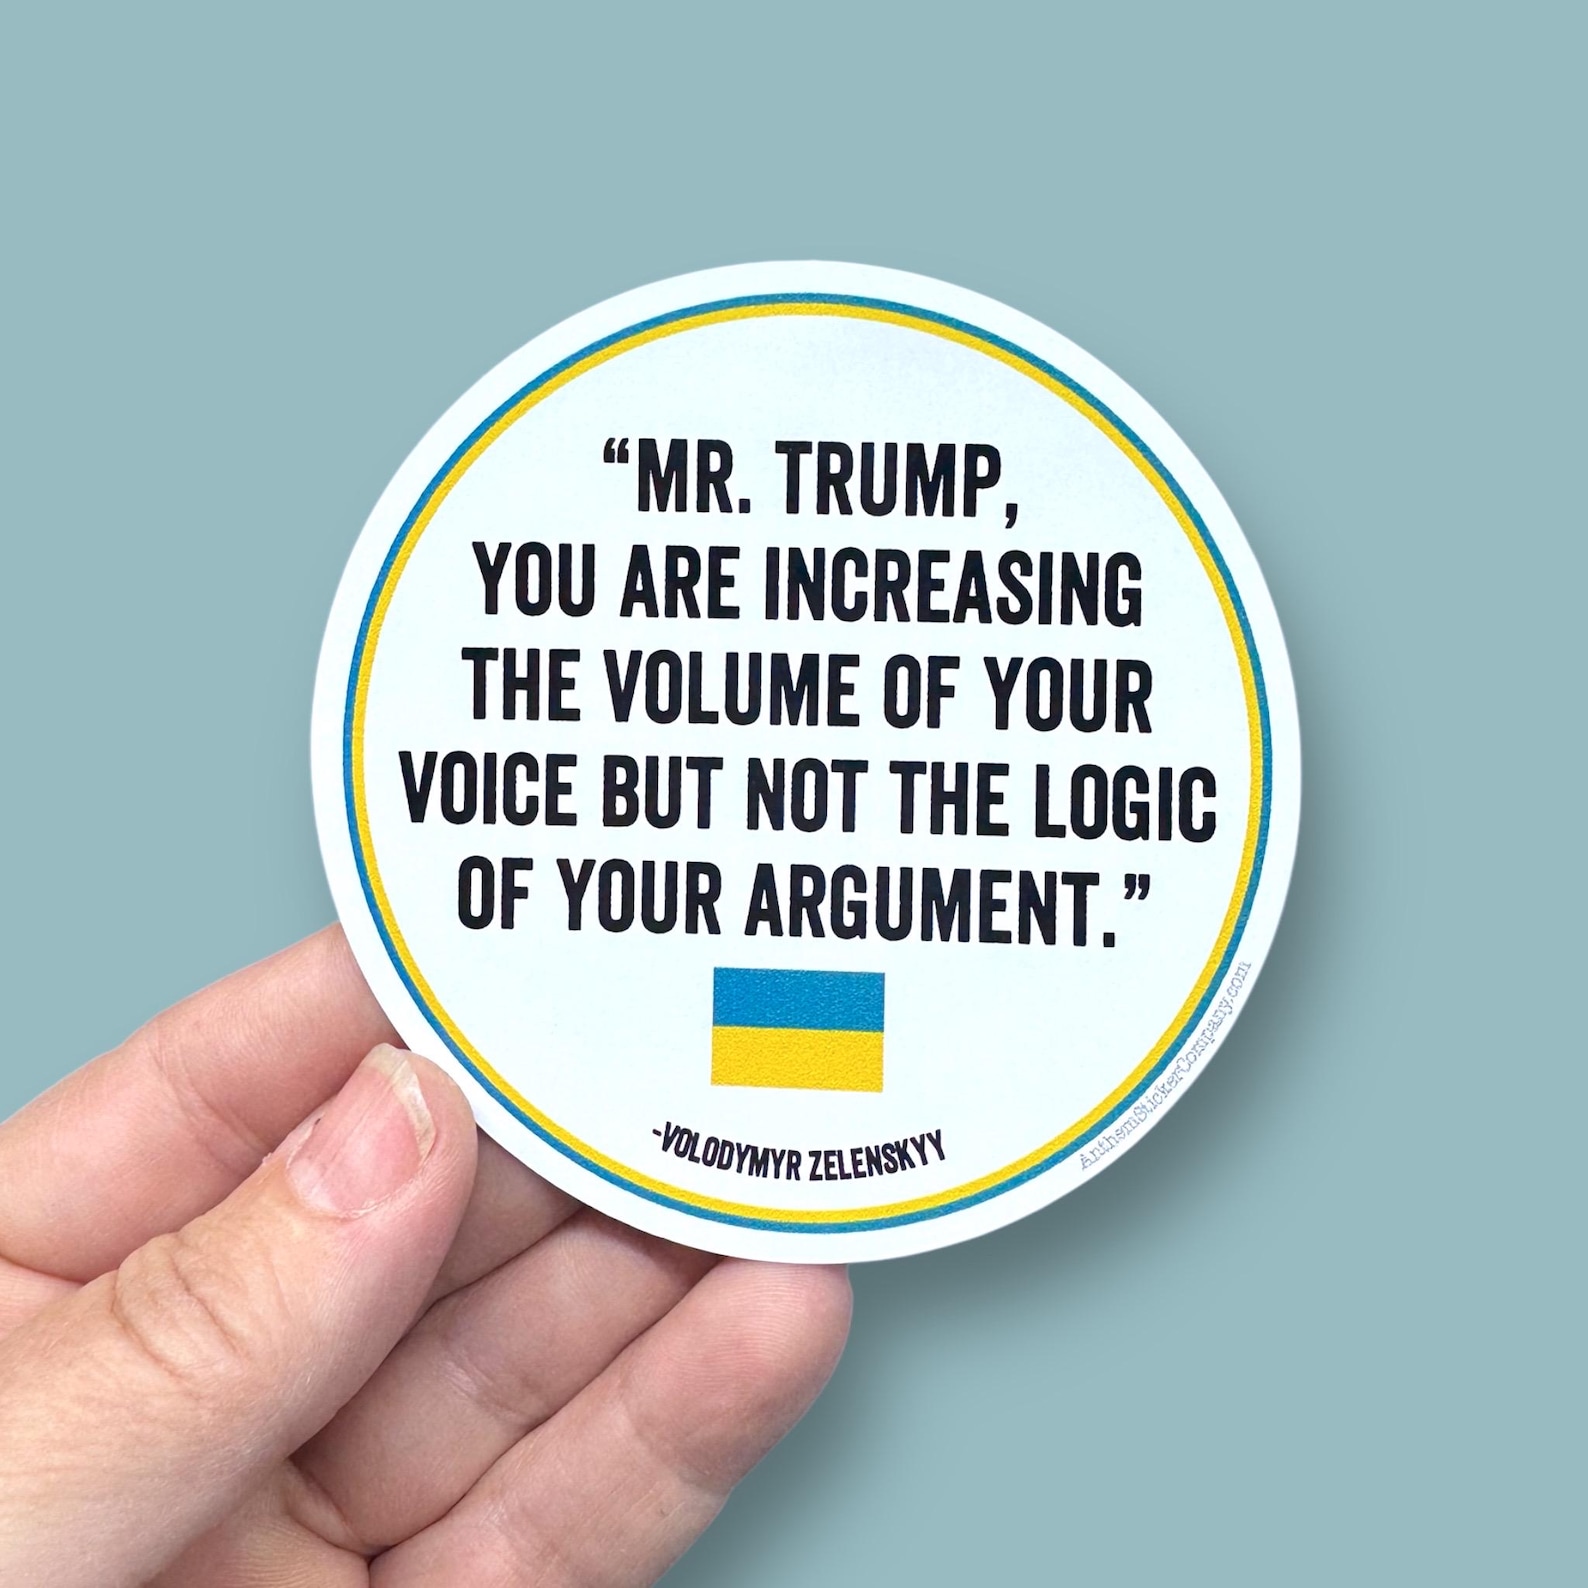 “MR. TRUMP,
YOU ARE INCREASING
THE VOLUME OF YOUR
VOICE BUT NOT THE LOGIC
OF YOUR ARGUMENT.”
-VOLODYMYR ZELENSKYY
AnthemStickerCompany.com